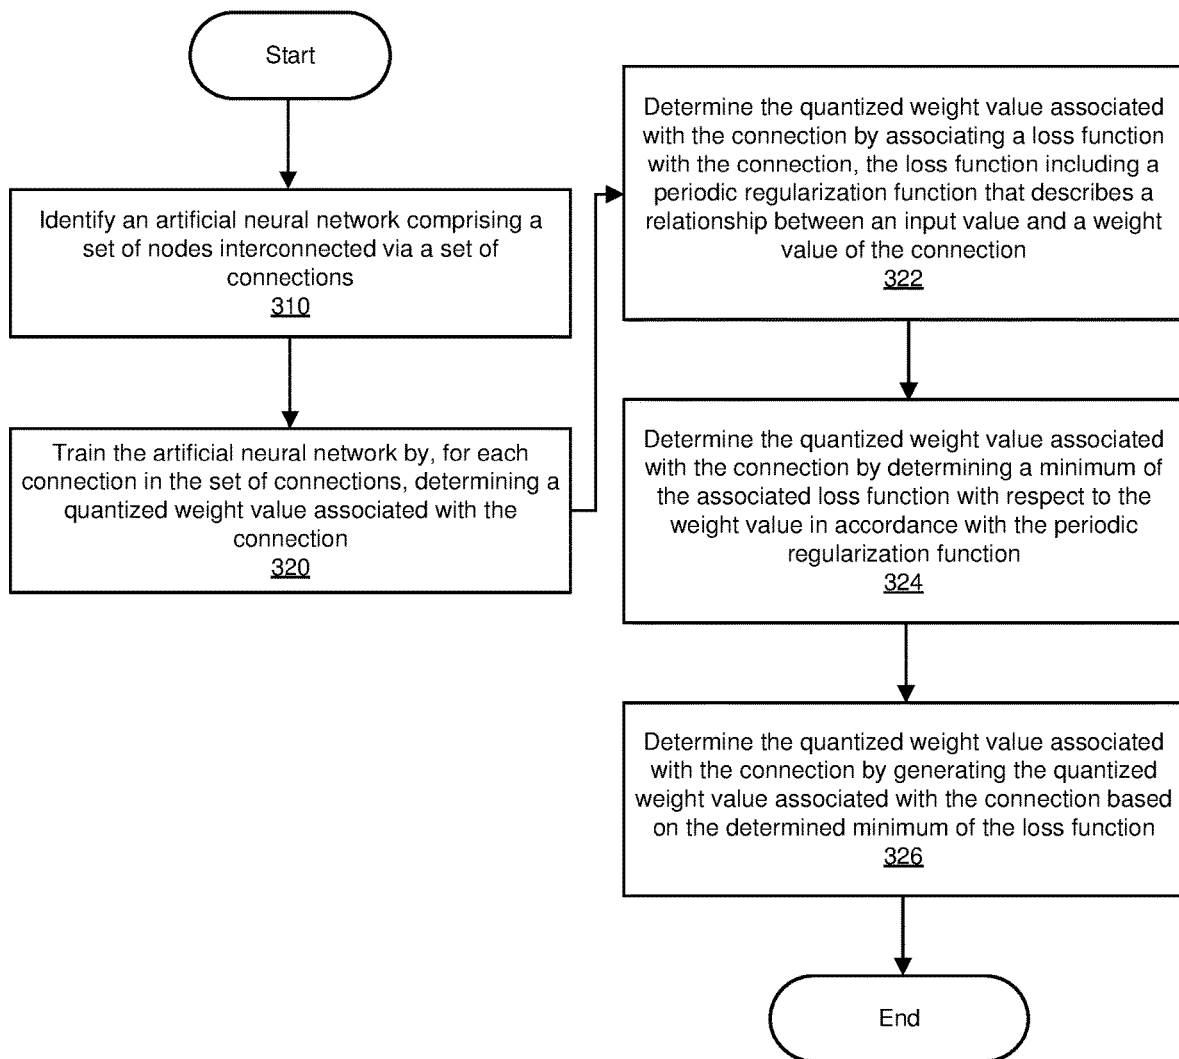 Start
Identify an artificial neural network comprising a
set of nodes interconnected via a set of
connections
310
Train the artificial neural network by, for each
connection in the set of connections, determining a
quantized weight value associated with the
connection
320
Determine the quantized weight value associated
with the connection by associating a loss function
with the connection, the loss function including a
periodic regularization function that describes a
relationship between an input value and a weight
value of the connection
322
Determine the quantized weight value associated
with the connection by determining a minimum of
the associated loss function with respect to the
weight value in accordance with the periodic
regularization function
324
Determine the quantized weight value associated
with the connection by generating the quantized
weight value associated with the connection based
on the determined minimum of the loss function
326
End